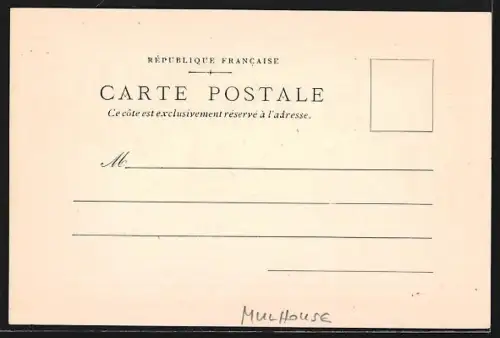 RÉPUBLIQUE FRANÇAISE
CARTE POSTALE
Ce côte est exclusivement réservé à l'adresse.
M
MULHOUSE